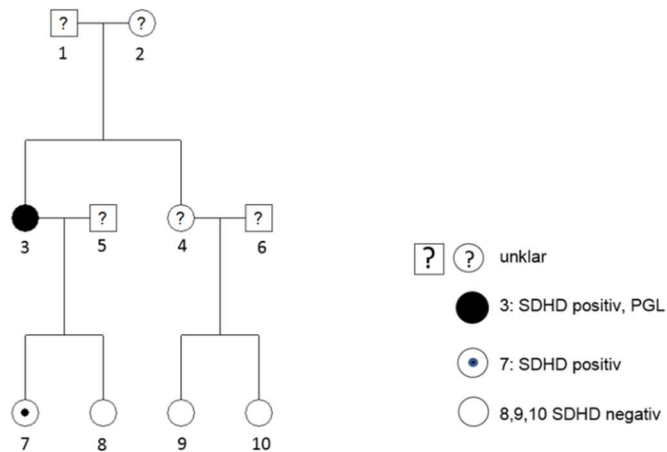 ? ?
1 2
? ? ?
3 5 4 6
7 8 9 10
? ? unklar
3: SDHD positiv, PGL
7: SDHD positiv
8,9,10 SDHD negativ